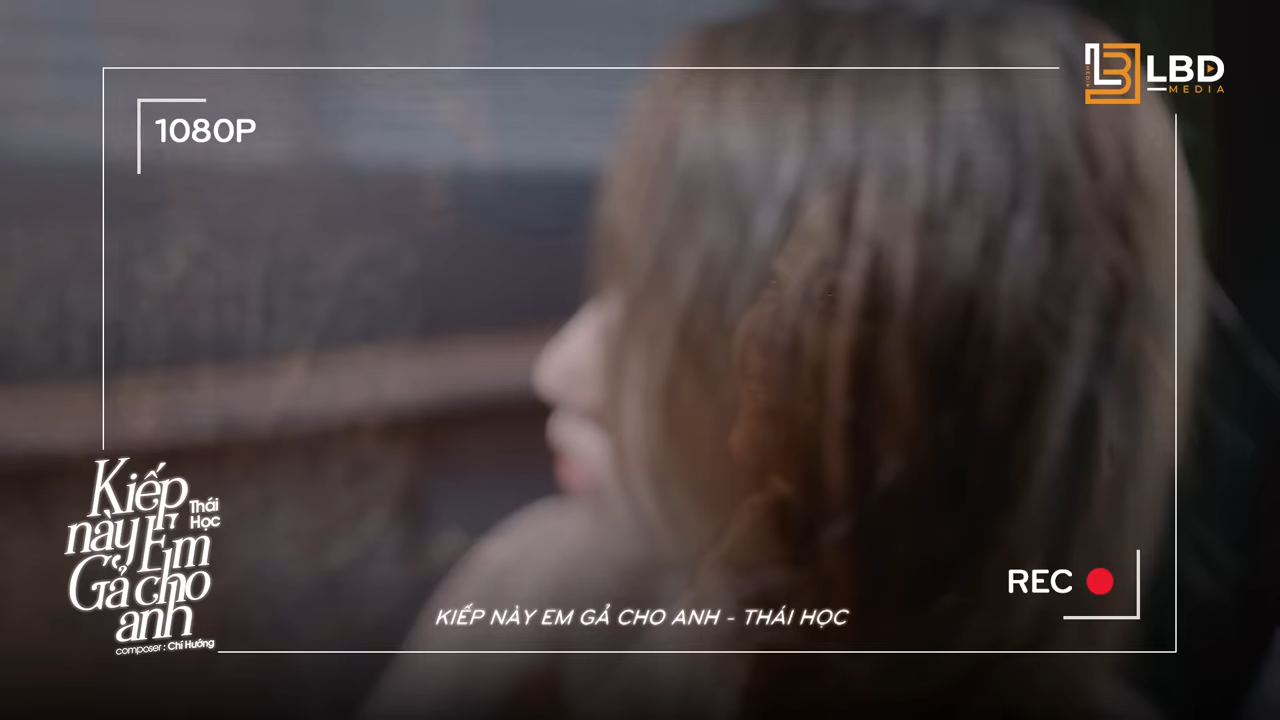 LBD
MEDIA
1080P
Kiếp
này Em
Gả cho
anh
Thái
Học
composer : Chí Hướng
REC
KIẾP NÀY EM GẢ CHO ANH - THÁI HỌC